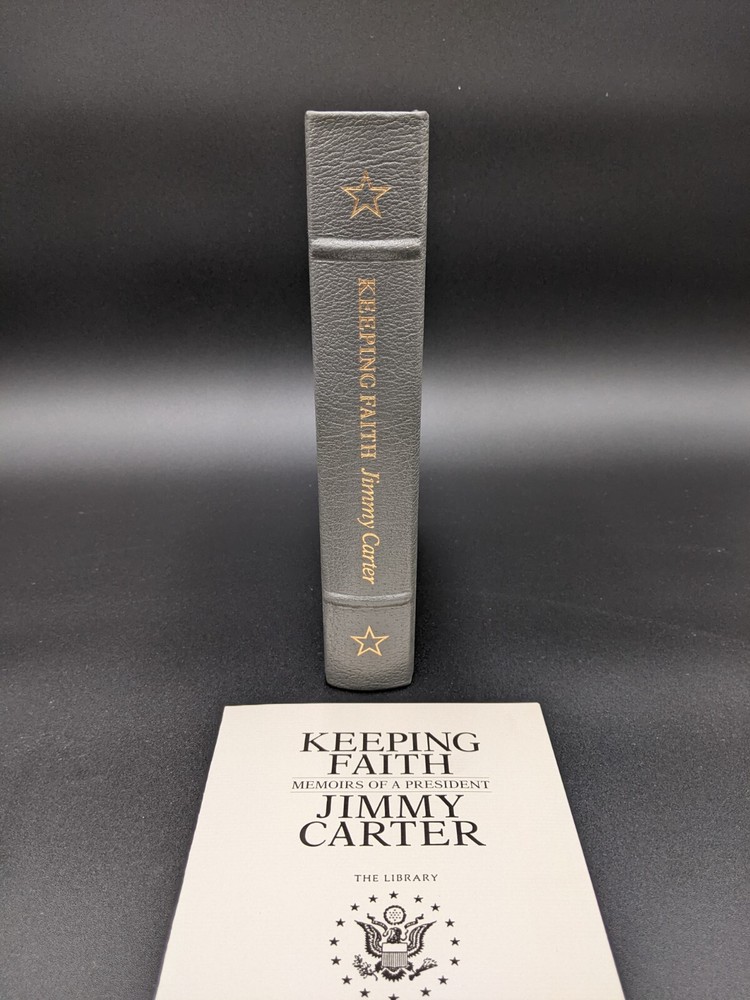 KEEPING FAITH Jimmy Carter
KEEPING
FAITH
MEMOIRS OF A PRESIDENT
JIMMY
CARTER
THE LIBRARY